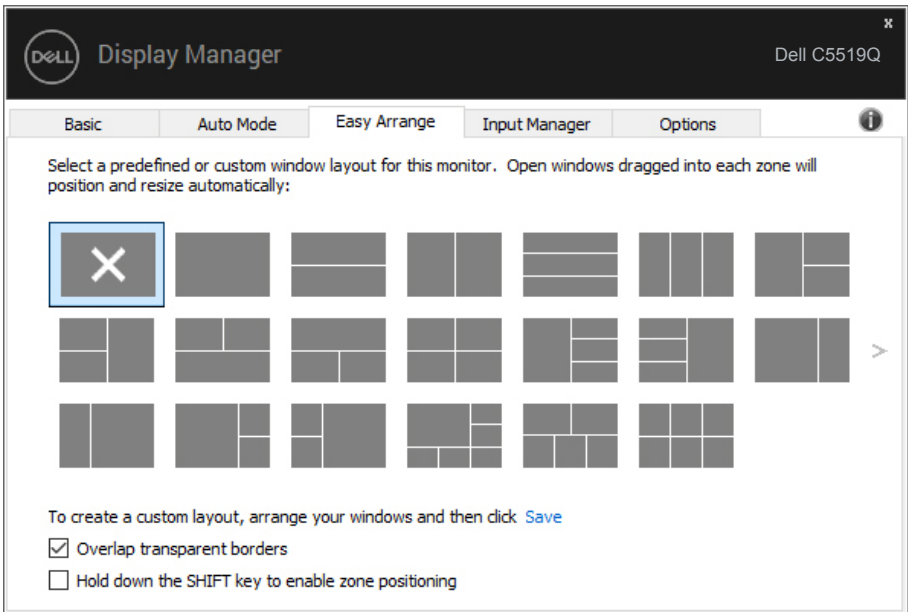 x
DELL Display Manager
Dell C5519Q
Basic Auto Mode Easy Arrange Input Manager Options
Select a predefined or custom window layout for this monitor. Open windows dragged into each zone will
position and resize automatically:
>
To create a custom layout, arrange your windows and then click Save
Overlap transparent borders
Hold down the SHIFT key to enable zone positioning